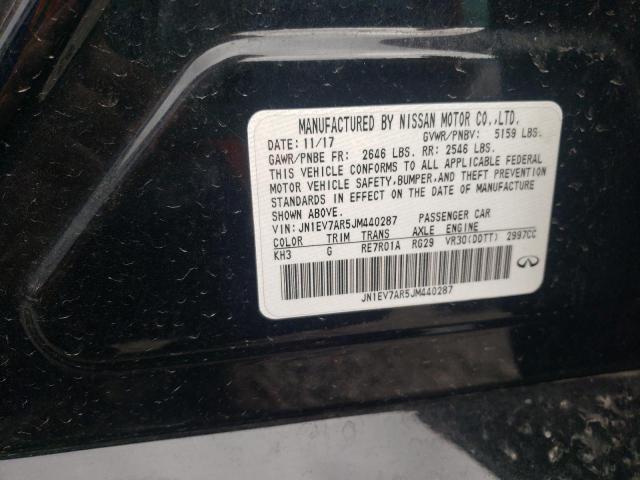 MANUFACTURED BY NISSAN MOTOR CO.,LTD.
DATE: 11/17 GVWR/PNBV: 5159 LBS.
GAWR/PNBE FR: 2646 LBS. RR: 2546 LBS.
THIS VEHICLE CONFORMS TO ALL APPLICABLE FEDERAL
MOTOR VEHICLE SAFETY,BUMPER,AND THEFT PREVENTION
STANDARDS IN EFFECT ON THE DATE OF MANUFACTURE
SHOWN ABOVE.
VIN: JN1EV7AR5JM440287 PASSENGER CAR
COLOR TRIM TRANS AXLE ENGINE
KH3 G RE7R01A RG29 VR30(DDTT) 2997CC
JN1EV7AR5JM440287